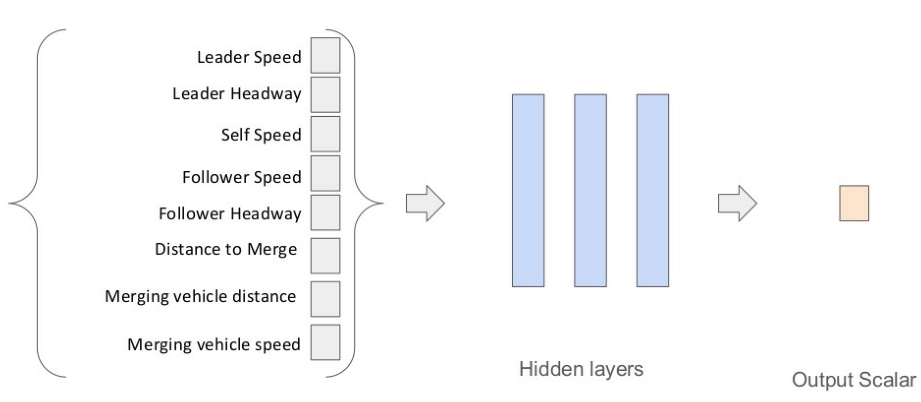 Leader Speed
Leader Headway
Self Speed
Follower Speed
Follower Headway
Distance to Merge
Merging vehicle distance
Merging vehicle speed
Hidden layers
Output Scalar